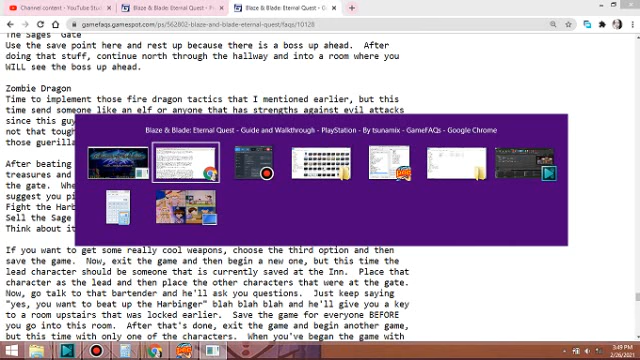 Channel content - YouTube Stu
Blaze & Blade: Eternal Quest - P
Blaze & Blade: Eternal Quest - G
gamefaqs.gamespot.com/ps/562802-blaze-and-blade-eternal-quest/faqs/10128
The Sages' Gate
Use the save point here and rest up because there is a boss up ahead. After
doing that stuff, continue north through the hallway and into a room where you
WILL see the boss up ahead.
Zombie Dragon
Time to implement those fire dragon tactics that I mentioned earlier, but this
time send someone like an elf or anyone that has strengths against evil attacks
since this guy
not that tough
those guerilla
Blaze & Blade: Eternal Quest - Guide and Walkthrough - PlayStation - By tsunamix - GameFAQs - Google Chrome
After beating
treasures and
the gate. Whe
suggest you pi
Fight the Harb
Sell the Sage
Think about it
If you want to get some really cool weapons, choose the third option and then
save the game. Now, exit the game and then begin a new one, but this time the
lead character should be someone that is currently saved at the Inn. Place that
character as the lead and then place the other characters that were at the gate.
Now, go talk to that bartender and he'll ask you questions. Just keep saying
"yes, you want to beat up the Harbinger" blah blah and he'll give you a key
to a room upstairs that was locked earlier. Save the game for everyone BEFORE
you go into this room. After that's done, exit the game and begin another game,
but this time with only one of the characters. When you've began the game with
3:49 PM
2/26/2021